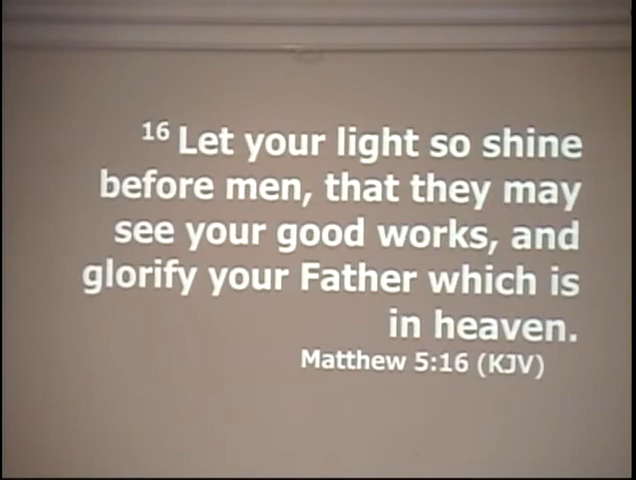 16 Let your light so shine
before men, that they may
see your good works, and
glorify your Father which is
in heaven.
Matthew 5:16 (KJV)